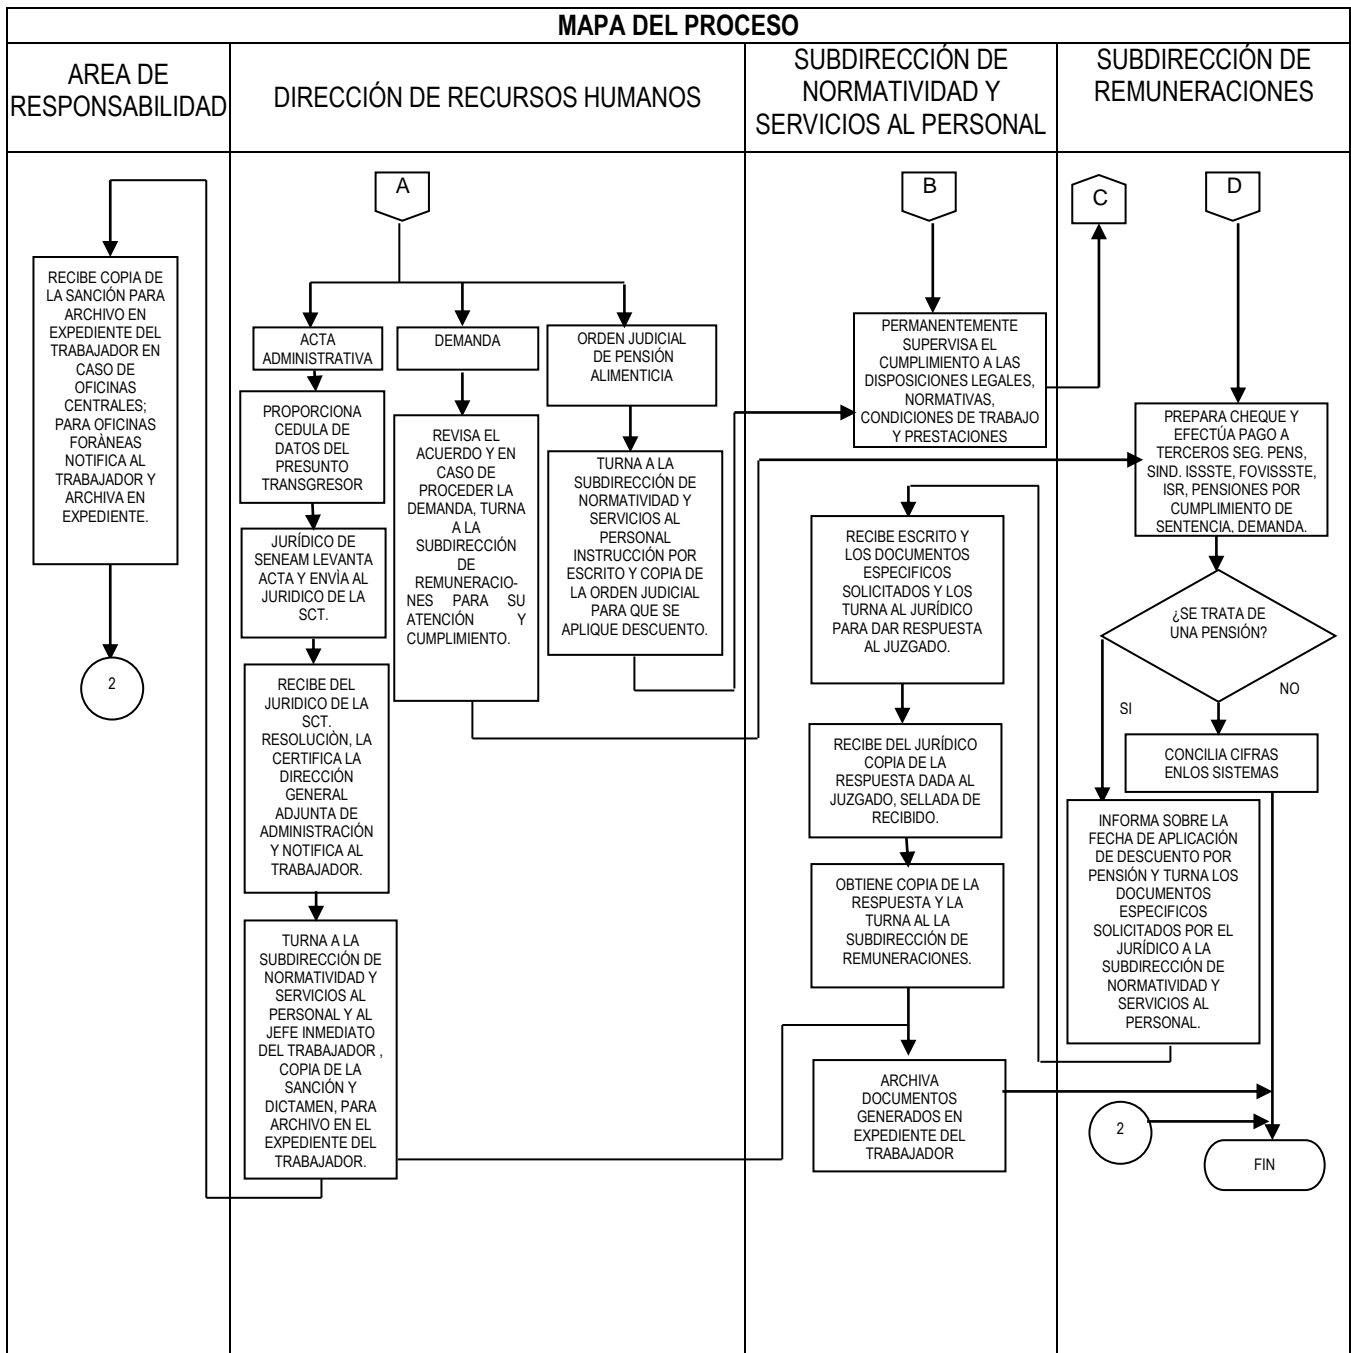 MAPA DEL PROCESO
AREA DE
RESPONSABILIDAD
DIRECCIÓN DE RECURSOS HUMANOS
SUBDIRECCIÓN DE
NORMATIVIDAD Y
SERVICIOS AL PERSONAL
SUBDIRECCIÓN DE
REMUNERACIONES
RECIBE COPIA DE
LA SANCIÓN PARA
ARCHIVO EN
EXPEDIENTE DEL
TRABAJADOR EN
CASO DE
OFICINAS
CENTRALES;
PARA OFICINAS
FORÀNEAS
NOTIFICA AL
TRABAJADOR Y
ARCHIVA EN
EXPEDIENTE.
2
A
ACTA
ADMINISTRATIVA
PROPORCIONA
CEDULA DE
DATOS DEL
PRESUNTO
TRANSGRESOR
JURÍDICO DE
SENEAM LEVANTA
ACTA Y ENVÌA AL
JURIDICO DE LA
SCT.
RECIBE DEL
JURIDICO DE LA
SCT.
RESOLUCIÒN, LA
CERTIFICA LA
DIRECCIÓN
GENERAL
ADJUNTA DE
ADMINISTRACIÓN
Y NOTIFICA AL
TRABAJADOR.
TURNA A LA
SUBDIRECCIÓN DE
NORMATIVIDAD Y
SERVICIOS AL
PERSONAL Y AL
JEFE INMEDIATO
DEL TRABAJADOR ,
COPIA DE LA
SANCIÓN Y
DICTAMEN, PARA
ARCHIVO EN EL
EXPEDIENTE DEL
TRABAJADOR.
DEMANDA
REVISA EL
ACUERDO Y EN
CASO DE
PROCEDER LA
DEMANDA, TURNA
A LA
SUBDIRECCIÓN
DE
REMUNERACIO-
NES PARA SU
ATENCIÓN Y
CUMPLIMIENTO.
ORDEN JUDICIAL
DE PENSIÓN
ALIMENTICIA
TURNA A LA
SUBDIRECCIÓN DE
NORMATIVIDAD Y
SERVICIOS AL
PERSONAL
INSTRUCCIÓN POR
ESCRITO Y COPIA DE
LA ORDEN JUDICIAL
PARA QUE SE
APLIQUE DESCUENTO.
B
PERMANENTEMENTE
SUPERVISA EL
CUMPLIMIENTO A LAS
DISPOSICIONES LEGALES,
NORMATIVAS,
CONDICIONES DE TRABAJO
Y PRESTACIONES
RECIBE ESCRITO Y
LOS DOCUMENTOS
ESPECIFICOS
SOLICITADOS Y LOS
TURNA AL JURÍDICO
PARA DAR RESPUESTA
AL JUZGADO.
RECIBE DEL JURÍDICO
COPIA DE LA
RESPUESTA DADA AL
JUZGADO, SELLADA DE
RECIBIDO.
OBTIENE COPIA DE LA
RESPUESTA Y LA
TURNA AL LA
SUBDIRECCIÓN DE
REMUNERACIONES.
ARCHIVA
DOCUMENTOS
GENERADOS EN
EXPEDIENTE DEL
TRABAJADOR
C
D
PREPARA CHEQUE Y
EFECTÚA PAGO A
TERCEROS SEG. PENS,
SIND. ISSSTE, FOVISSSTE,
ISR, PENSIONES POR
CUMPLIMIENTO DE
SENTENCIA, DEMANDA.
¿SE TRATA DE
UNA PENSIÓN?
NO
SI
CONCILIA CIFRAS
ENLOS SISTEMAS
INFORMA SOBRE LA
FECHA DE APLICACIÓN
DE DESCUENTO POR
PENSIÓN Y TURNA LOS
DOCUMENTOS
ESPECIFICOS
SOLICITADOS POR EL
JURÍDICO A LA
SUBDIRECCIÓN DE
NORMATIVIDAD Y
SERVICIOS AL
PERSONAL.
2
FIN